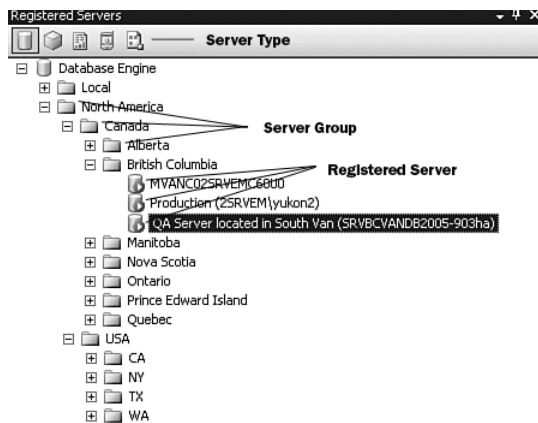 Registered Servers
Server Type
Database Engine
Local
North America
Canada
Server Group
Alberta
British Columbia
Registered Server
MVANC02SRVEMC60U0
Production (2SRVEM\yukon2)
QA Server located in South Van (SRVBCVANDB2005-903ha)
Manitoba
Nova Scotia
Ontario
Prince Edward Island
Quebec
USA
CA
NY
TX
WA